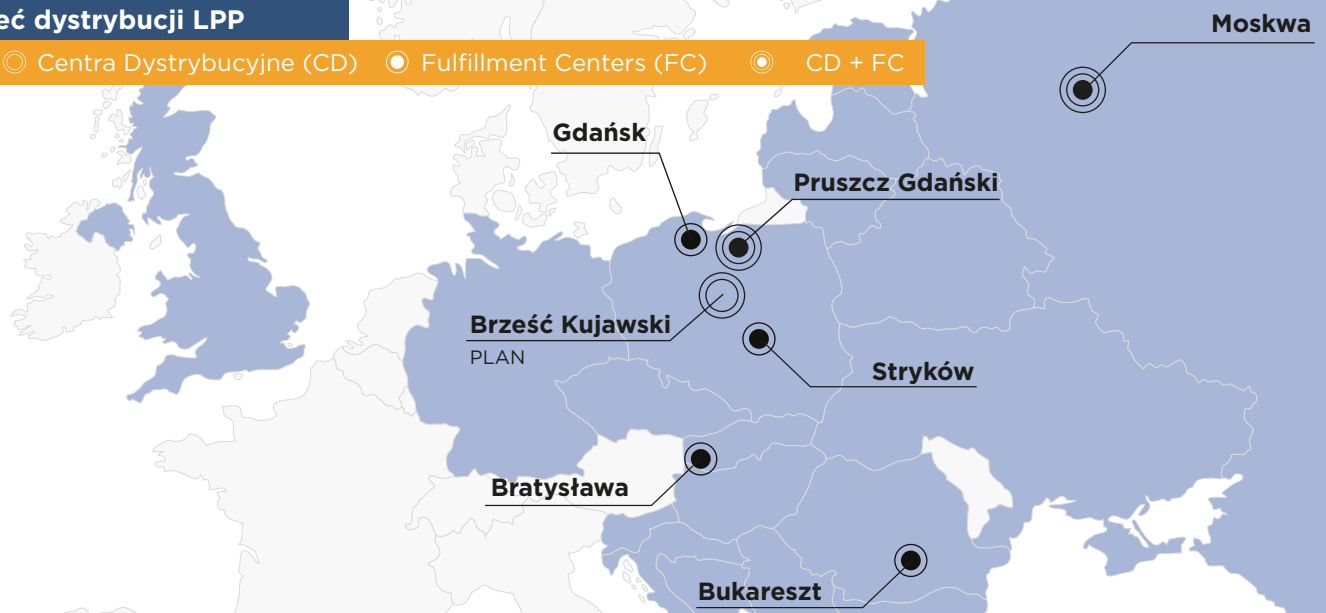 eć dystrybucji LPP
Centra Dystrybucyjne (CD) Fulfillment Centers (FC) CD + FC
Moskwa
Gdańsk
Pruszcz Gdański
Brześć Kujawski
PLAN
Stryków
Bratysława
Bukareszt